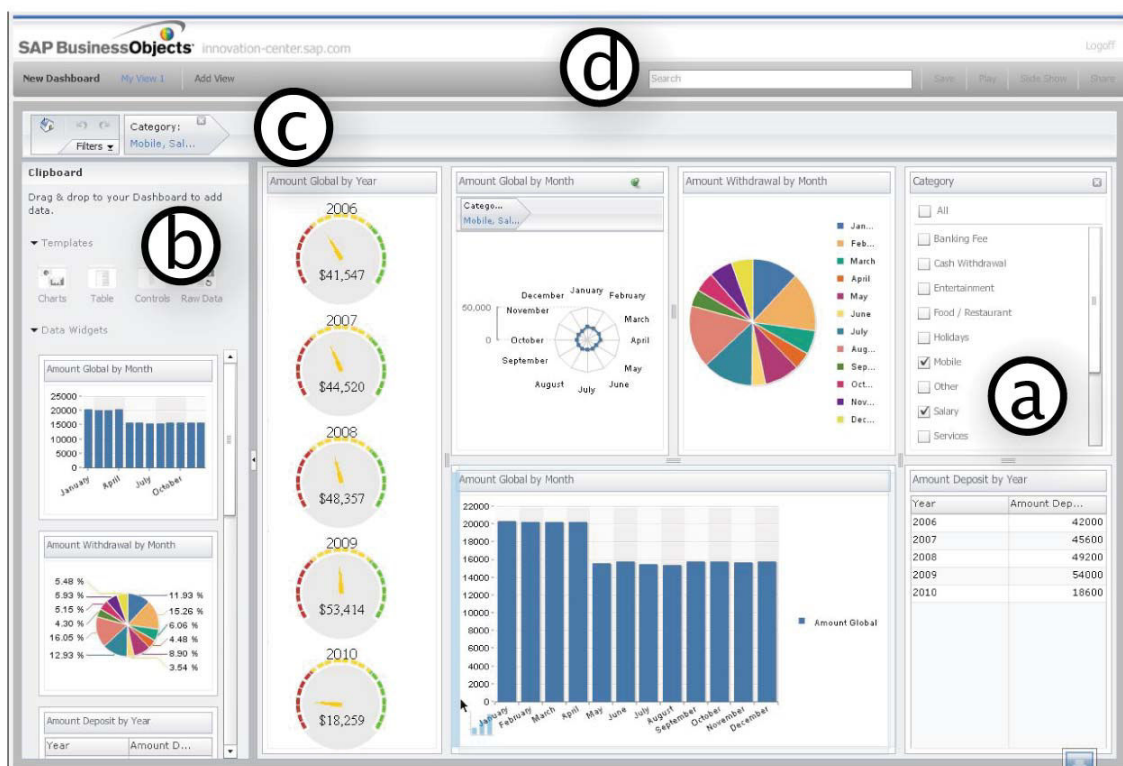 SAP BusinessObjects innovation-center.sap.com
Logoff
d
New Dashboard My View 1 Add View Search Save Play Slide Show Share
c
Category:
Mobile, Sal...
Filters
Clipboard
Drag & drop to your Dashboard to add
data.
b
Templates
Charts Table Controls Raw Data
Data Widgets
Amount Global by Month
25000
20000
15000
10000
5000
0
January April July October
Amount Withdrawal by Month
5.48 % 11.93 %
5.93 % 15.26 %
5.15 % 6.06 %
4.30 % 4.48 %
16.05 % 8.90 %
12.93 % 3.54 %
Amount Deposit by Year
Year Amount D...
Amount Global by Year
2006
$41,547
2007
$44,520
2008
$48,357
2009
$53,414
2010
$18,259
Amount Global by Month
Catego...
Mobile, Sal...
50,000
0
January
February
March
April
May
June
July
August
September
October
November
December
Amount Withdrawal by Month
Jan...
Feb...
March
April
May
June
July
Aug...
Sep...
Oct...
Nov...
Dec...
Category
All
Banking Fee
Cash Withdrawal
Entertainment
Food / Restaurant
Holidays
Mobile
Other
Salary
Services
a
Amount Global by Month
22000
20000
18000
16000
14000
12000
10000
8000
6000
4000
2000
0
January February March April May June July August September October November December
Amount Global
Amount Deposit by Year
Year Amount Dep...
2006 42000
2007 45600
2008 49200
2009 54000
2010 18600